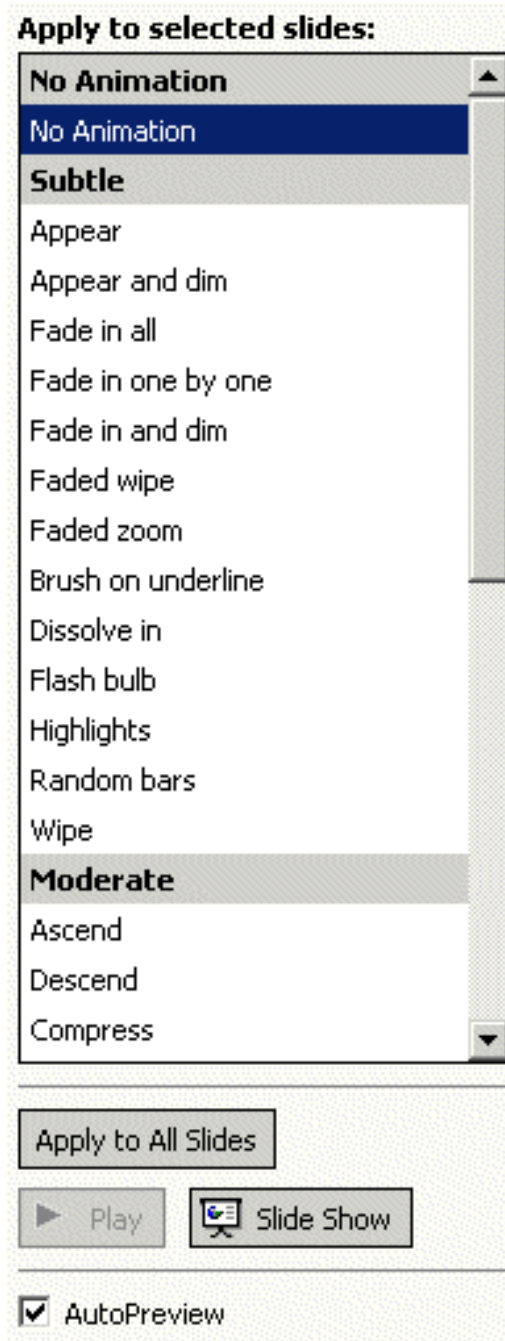 Apply to selected slides:
No Animation
No Animation
Subtle
Appear
Appear and dim
Fade in all
Fade in one by one
Fade in and dim
Faded wipe
Faded zoom
Brush on underline
Dissolve in
Flash bulb
Highlights
Random bars
Wipe
Moderate
Ascend
Descend
Compress
Apply to All Slides
Play Slide Show
AutoPreview